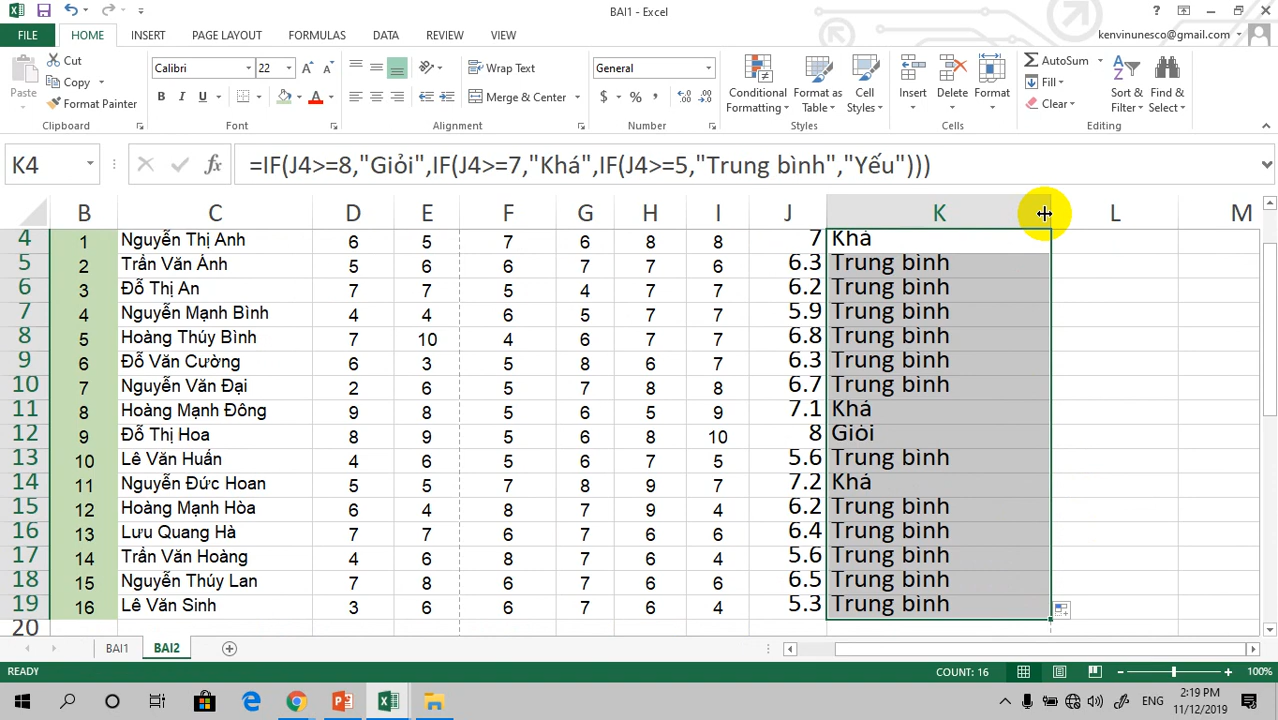 BAI1 - Excel
FILE HOME INSERT PAGE LAYOUT FORMULAS DATA REVIEW VIEW kenvinunesco@gmail.com
Paste Cut Copy Format Painter Clipboard
Calibri 22 B I U A Font
Wrap Text Merge & Center Alignment
General $ % , Number
Conditional Formatting Format as Table Cell Styles Styles
Insert Delete Format Cells
AutoSum Fill Clear Sort & Filter Find & Select Editing
K4 fx =IF(J4>=8,"Giỏi",IF(J4>=7,"Khá",IF(J4>=5,"Trung bình","Yếu")))
B C D E F G H I J K L M
4 1 Nguyễn Thị Anh 6 5 7 6 8 8 7 Khá
5 2 Trần Văn Ánh 5 6 6 7 7 6 6.3 Trung bình
6 3 Đỗ Thị An 7 7 5 4 7 7 6.2 Trung bình
7 4 Nguyễn Mạnh Bình 4 4 6 5 7 7 5.9 Trung bình
8 5 Hoàng Thúy Bình 7 10 4 6 7 7 6.8 Trung bình
9 6 Đỗ Văn Cường 6 3 5 8 6 7 6.3 Trung bình
10 7 Nguyễn Văn Đại 2 6 5 7 8 8 6.7 Trung bình
11 8 Hoàng Mạnh Đông 9 8 5 6 5 9 7.1 Khá
12 9 Đỗ Thị Hoa 8 9 5 6 8 10 8 Giỏi
13 10 Lê Văn Huấn 4 6 5 6 7 5 5.6 Trung bình
14 11 Nguyễn Đức Hoan 5 5 7 8 9 7 7.2 Khá
15 12 Hoàng Mạnh Hòa 6 4 8 7 9 4 6.2 Trung bình
16 13 Lưu Quang Hà 7 7 6 7 6 6 6.4 Trung bình
17 14 Trần Văn Hoàng 4 6 8 7 6 4 5.6 Trung bình
18 15 Nguyễn Thúy Lan 7 8 6 7 6 6 6.5 Trung bình
19 16 Lê Văn Sinh 3 6 6 7 6 4 5.3 Trung bình
20
BAI1 BAI2
READY COUNT: 16 100%
ENG 2:19 PM
11/12/2019